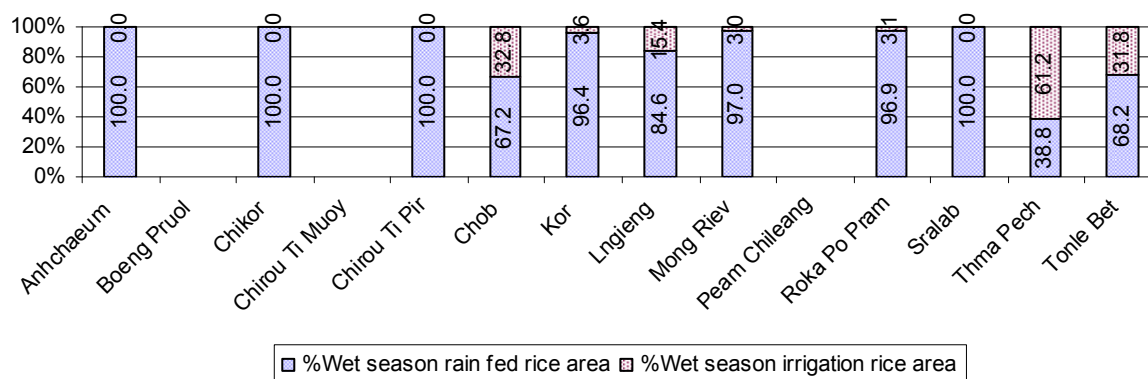 100%
80%
60%
40%
20%
0%
0.0
100.0
0.0
100.0
0.0
100.0
32.8
67.2
3.6
96.4
15.4
84.6
3.0
97.0
3.1
96.9
0.0
100.0
61.2
38.8
31.8
68.2
Anhchaeum
Boeng Pruol
Chikor
Chirou Ti Muoy
Chirou Ti Pir
Chob
Kor
Lngieng
Mong Riev
Peam Chileang
Roka Po Pram
Sralab
Thma Pech
Tonle Bet
%Wet season rain fed rice area %Wet season irrigation rice area